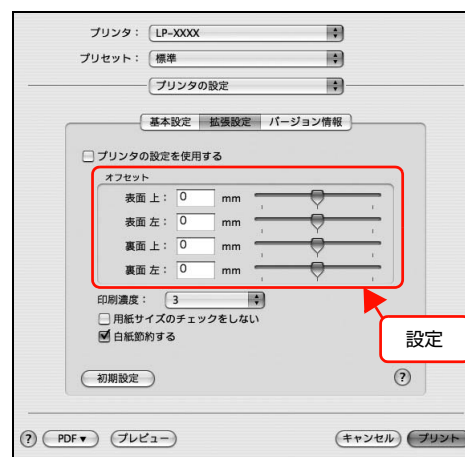 プリンタ： LP-XXXX
プリセット： 標準
プリンタの設定
基本設定 拡張設定 バージョン情報
プリンタの設定を使用する
オフセット
表面 上： 0 mm
表面 左： 0 mm
裏面 上： 0 mm
裏面 左： 0 mm
印刷濃度： 3
用紙サイズのチェックをしない
白紙節約する
設定
初期設定 ?
? PDF▼ プレビュー キャンセル プリント